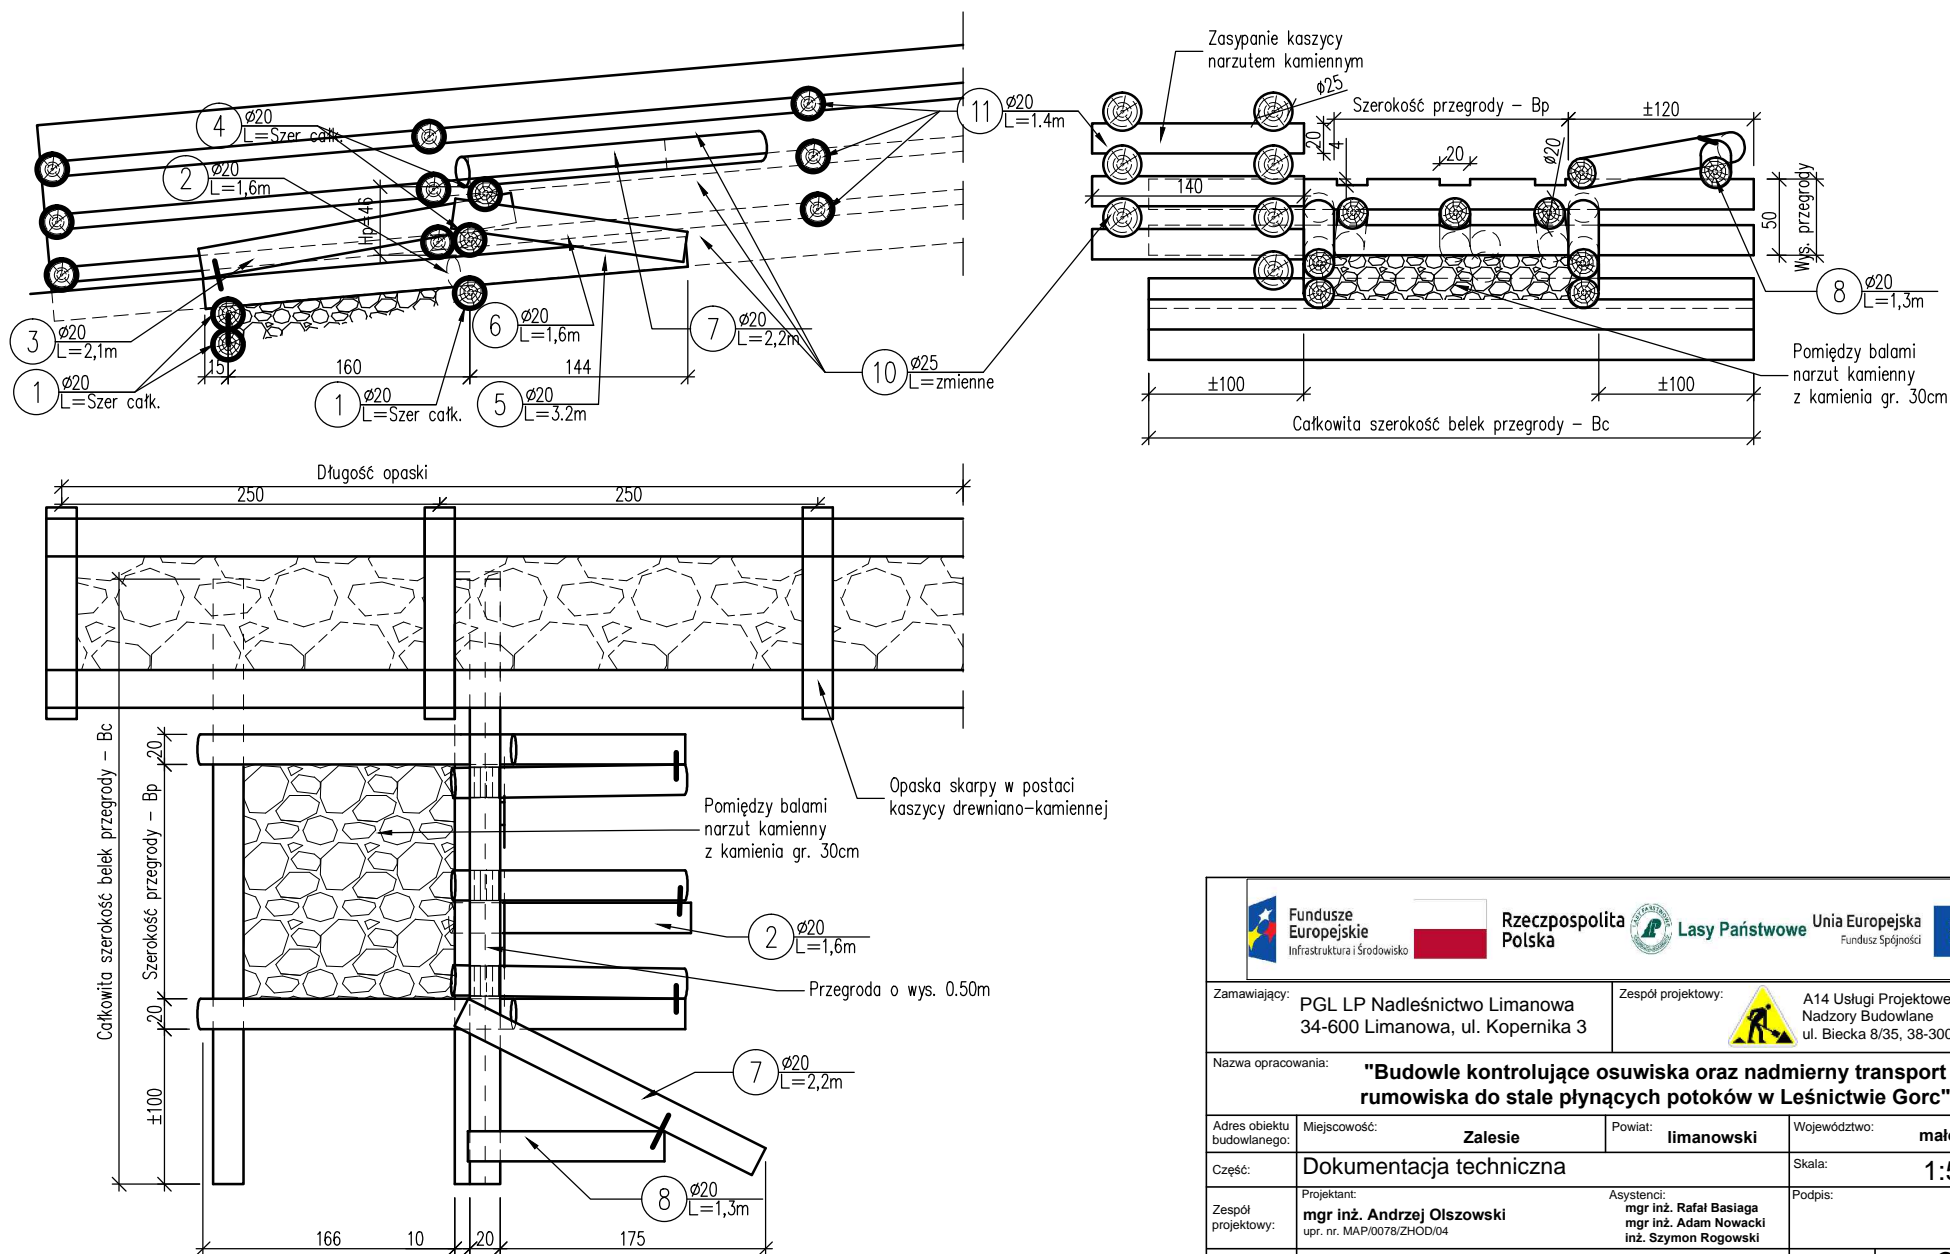 4
ø20
L=Szer całk.
2
ø20
L=1,6m
Hp=46
3
ø20
L=2,1m
1
ø20
L=Szer całk.
15
160
144
1
ø20
L=Szer całk.
5
ø20
L=3.2m
6
ø20
L=1,6m
7
ø20
L=2,2m
10
ø25
L=zmienne
11
ø20
L=1.4m
Zasypanie kaszycy
narzutem kamiennym
ø25
Szerokość przegrody – Bp
±120
20
4
20
ø20
140
50
Wys. przegrody
8
ø20
L=1,3m
Pomiędzy balami
narzut kamienny
z kamienia gr. 30cm
±100
±100
Całkowita szerokość belek przegrody – Bc
Długość opaski
250
250
Całkowita szerokość belek przegrody – Bc
Szerokość przegrody – Bp
20
20
±100
Opaska skarpy w postaci
kaszycy drewniano–kamiennej
Pomiędzy balami
narzut kamienny
z kamienia gr. 30cm
2
ø20
L=1,6m
Przegroda o wys. 0.50m
7
ø20
L=2,2m
8
ø20
L=1,3m
166
10
20
175
Fundusze
Europejskie
Infrastruktura i Środowisko
Rzeczpospolita
Polska
Lasy Państwowe
Unia Europejska
Fundusz Spójności
Zamawiający:
PGL LP Nadleśnictwo Limanowa
34-600 Limanowa, ul. Kopernika 3
Zespół projektowy:
A14 Usługi Projektowe
Nadzory Budowlane
ul. Biecka 8/35, 38-300
Nazwa opracowania:
"Budowle kontrolujące osuwiska oraz nadmierny transport
rumowiska do stale płynących potoków w Leśnictwie Gorc"
Adres obiektu
budowlanego:
Miejscowość:
Zalesie
Powiat:
limanowski
Województwo:
Część:
Dokumentacja techniczna
Skala:
Zespół
projektowy:
Projektant:
mgr inż. Andrzej Olszowski
upr. nr. MAP/0078/ZHOD/04
Asystenci:
mgr inż. Rafał Basiaga
mgr inż. Adam Nowacki
inż. Szymon Rogowski
Podpis: